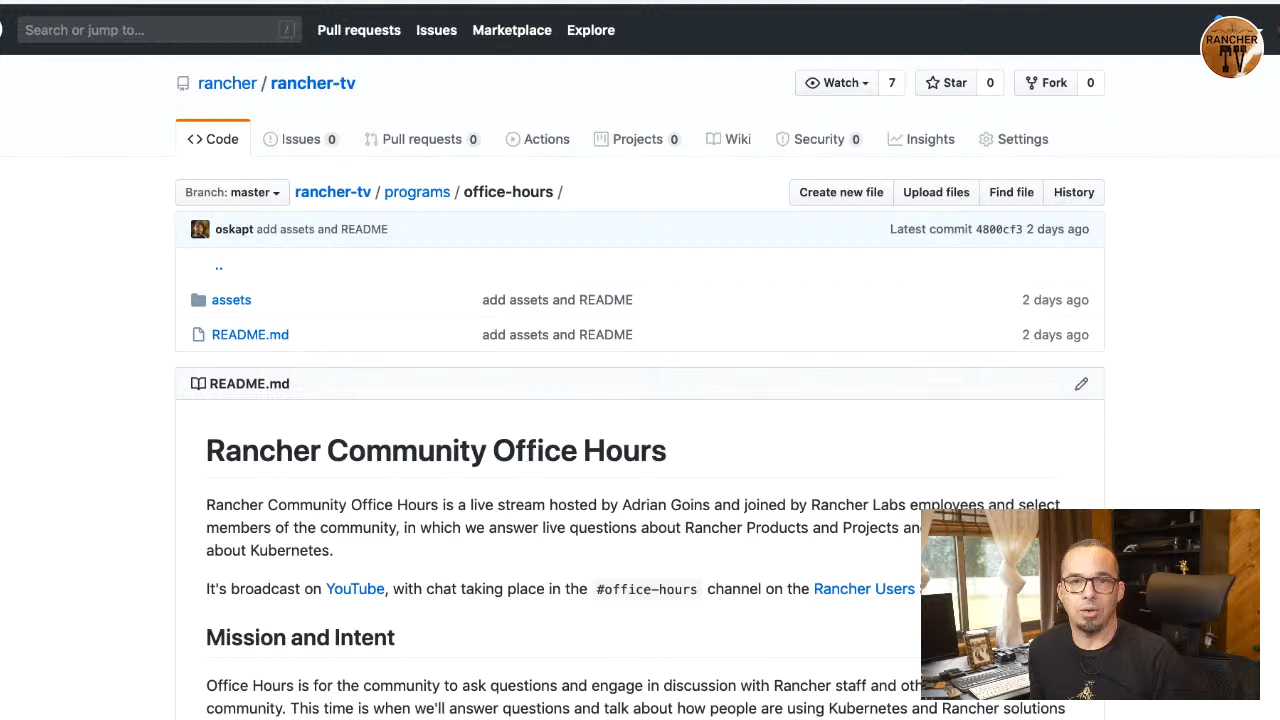 Search or jump to... /
Pull requests Issues Marketplace Explore
RANCHER
TV
rancher / rancher-tv
Watch 7 Star 0 Fork 0
Code Issues 0 Pull requests 0 Actions Projects 0 Wiki Security 0 Insights Settings
Branch: master rancher-tv / programs / office-hours /
Create new file Upload files Find file History
oskapt add assets and README Latest commit 4800cf3 2 days ago
..
assets add assets and README 2 days ago
README.md add assets and README 2 days ago
README.md
Rancher Community Office Hours
Rancher Community Office Hours is a live stream hosted by Adrian Goins and joined by Rancher Labs employees and select
members of the community, in which we answer live questions about Rancher Products and Projects and
about Kubernetes.
It's broadcast on YouTube, with chat taking place in the #office-hours channel on the Rancher Users
Mission and Intent
Office Hours is for the community to ask questions and engage in discussion with Rancher staff and
community. This time is when we'll answer questions and talk about how people are using Kubernetes and Rancher solutions